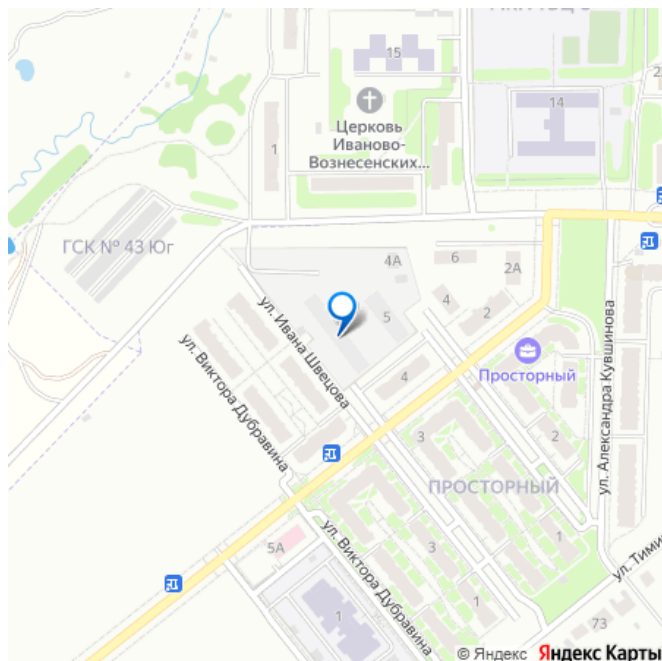 15
14
Церковь
Иваново-
Вознесенских...
1
ГСК № 43 Юг
4А
6
2А
4
2
5
ул. Ивана Швецова
ул. Виктора Дубравина
Просторный
ул. Александра Кувшинова
4
3
2
ПРОСТОРНЫЙ
ул. Виктора Дубравина
5А
3
1
1
1
ул. Тими
73
© Яндекс Яндекс Карты